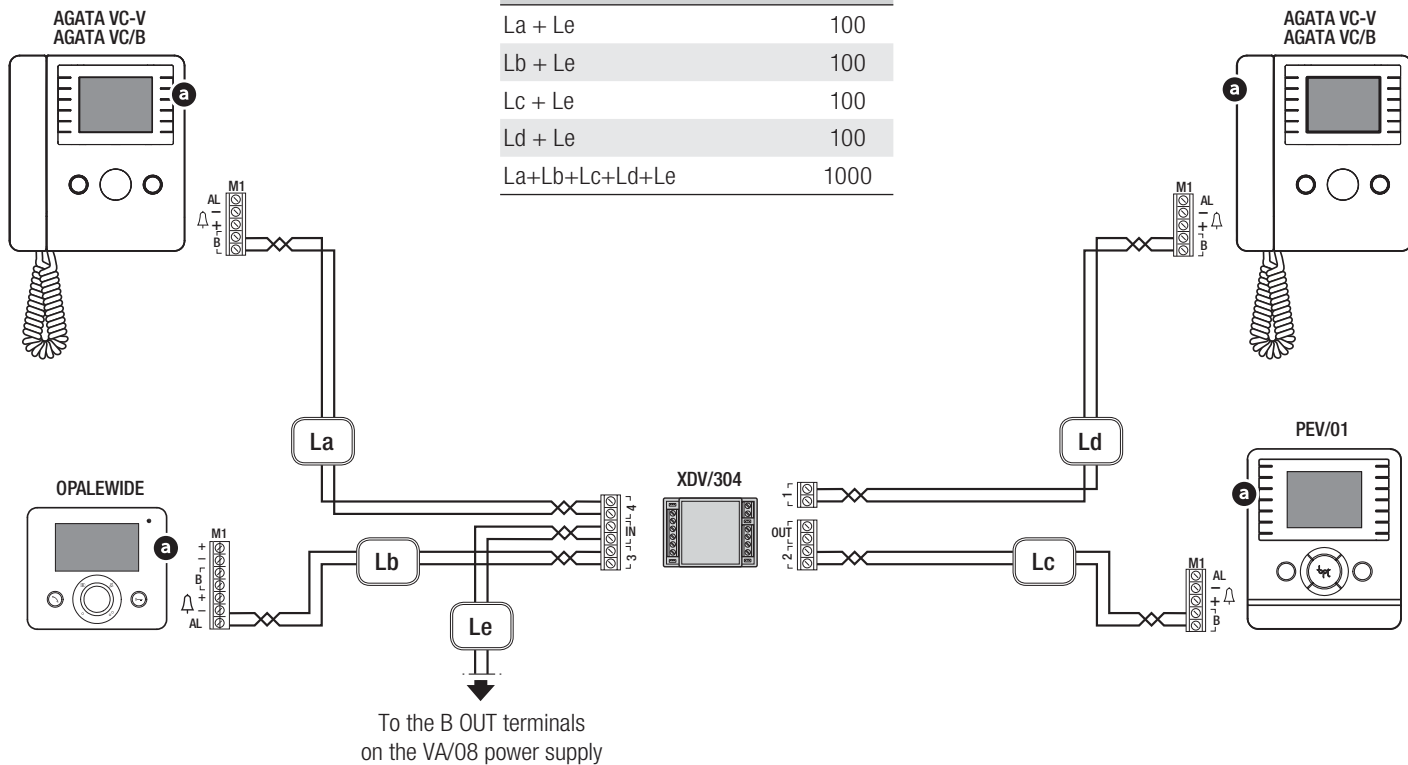 AGATA VC-V
AGATA VC/B
a
La + Le 100
Lb + Le 100
Lc + Le 100
Ld + Le 100
La+Lb+Lc+Ld+Le 1000
AGATA VC-V
AGATA VC/B
a
M1
AL
–
+
B
M1
AL
–
+
B
La
Ld
OPALEWIDE
a
M1
+
–
B
+
–
AL
Lb
Le
4
IN
3
XDV/304
1
OUT
2
Lc
PEV/01
a
bpt
M1
AL
–
+
B
To the B OUT terminals
on the VA/08 power supply